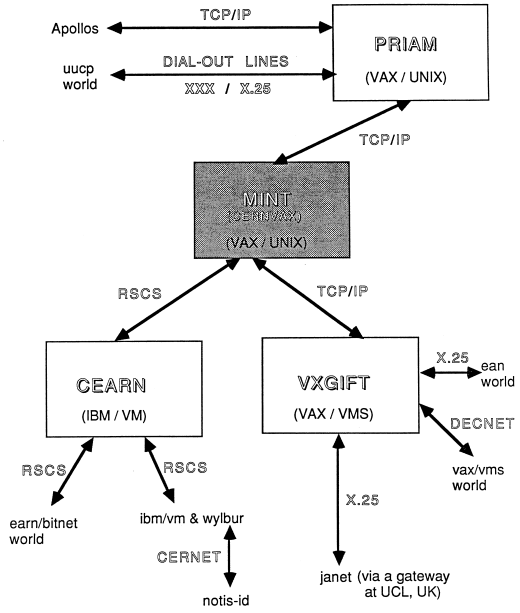 TCP/IP
Apollos
PRIAM
DIAL-OUT LINES
uucp
world
XXX / X.25
(VAX / UNIX)
TCP/IP
MINT
(CERNVAX)
(VAX / UNIX)
RSCS
TCP/IP
CEARN
(IBM / VM)
VXGIFT
(VAX / VMS)
X.25
ean
world
DECNET
vax/vms
world
RSCS
RSCS
earn/bitnet
world
ibm/vm & wylbur
CERNET
notis-id
X.25
janet (via a gateway
at UCL, UK)